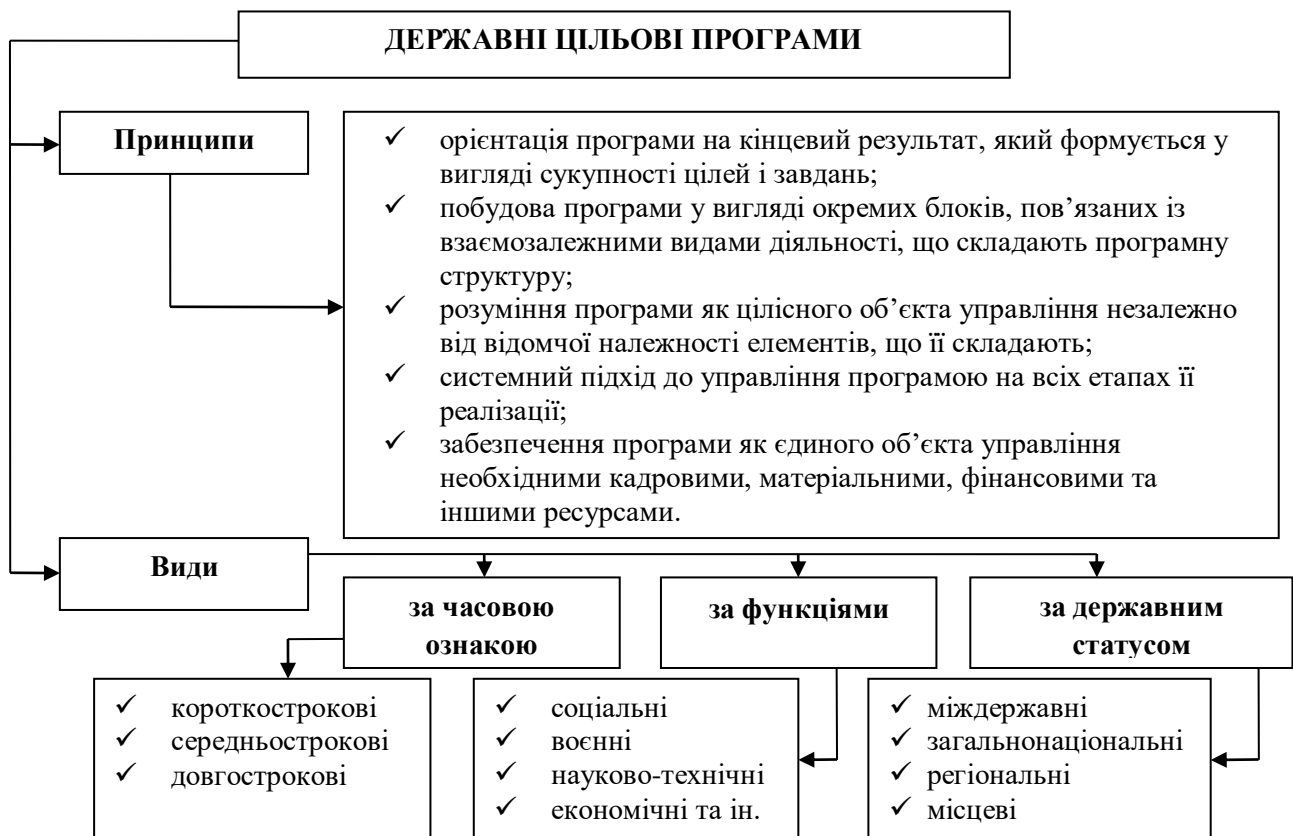 ДЕРЖАВНІ ЦІЛЬОВІ ПРОГРАМИ
Принципи
✓ орієнтація програми на кінцевий результат, який формується у
вигляді сукупності цілей і завдань;
✓ побудова програми у вигляді окремих блоків, пов’язаних із
взаємозалежними видами діяльності, що складають програмну
структуру;
✓ розуміння програми як цілісного об’єкта управління незалежно
від відомчої належності елементів, що її складають;
✓ системний підхід до управління програмою на всіх етапах її
реалізації;
✓ забезпечення програми як єдиного об’єкта управління
необхідними кадровими, матеріальними, фінансовими та
іншими ресурсами.
Види
за часовою
ознакою
за функціями
за державним
статусом
✓ короткострокові
✓ середньострокові
✓ довгострокові
✓ соціальні
✓ воєнні
✓ науково-технічні
✓ економічні та ін.
✓ міждержавні
✓ загальнонаціональні
✓ регіональні
✓ місцеві